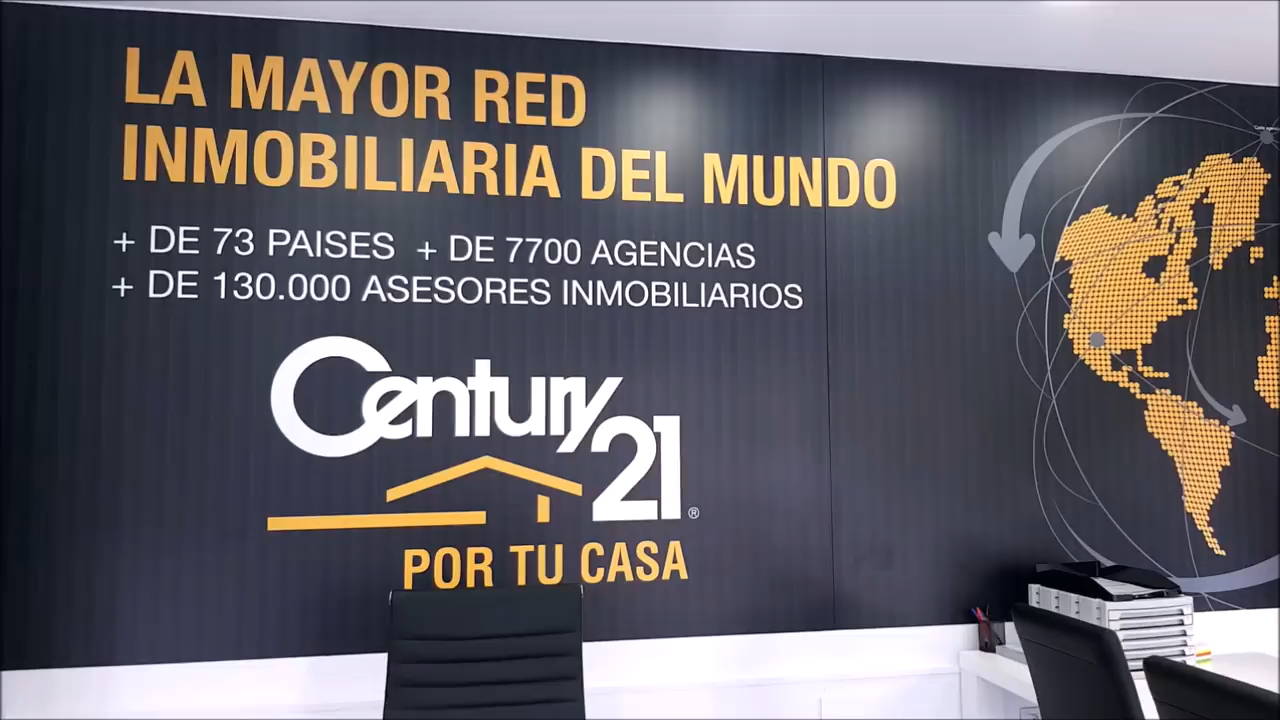 LA MAYOR RED
INMOBILIARIA DEL MUNDO
+ DE 73 PAISES + DE 7700 AGENCIAS
+ DE 130.000 ASESORES INMOBILIARIOS
Century
21®
POR TU CASA